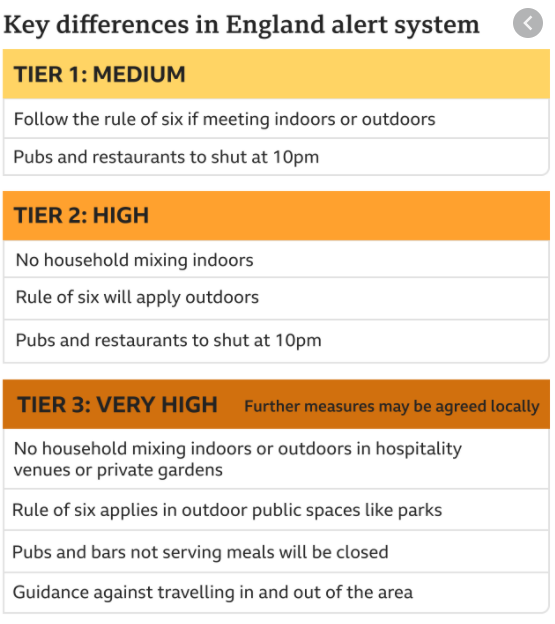 Key differences in England alert system
TIER 1: MEDIUM
Follow the rule of six if meeting indoors or outdoors
Pubs and restaurants to shut at 10pm
TIER 2: HIGH
No household mixing indoors
Rule of six will apply outdoors
Pubs and restaurants to shut at 10pm
TIER 3: VERY HIGH Further measures may be agreed locally
No household mixing indoors or outdoors in hospitality
venues or private gardens
Rule of six applies in outdoor public spaces like parks
Pubs and bars not serving meals will be closed
Guidance against travelling in and out of the area